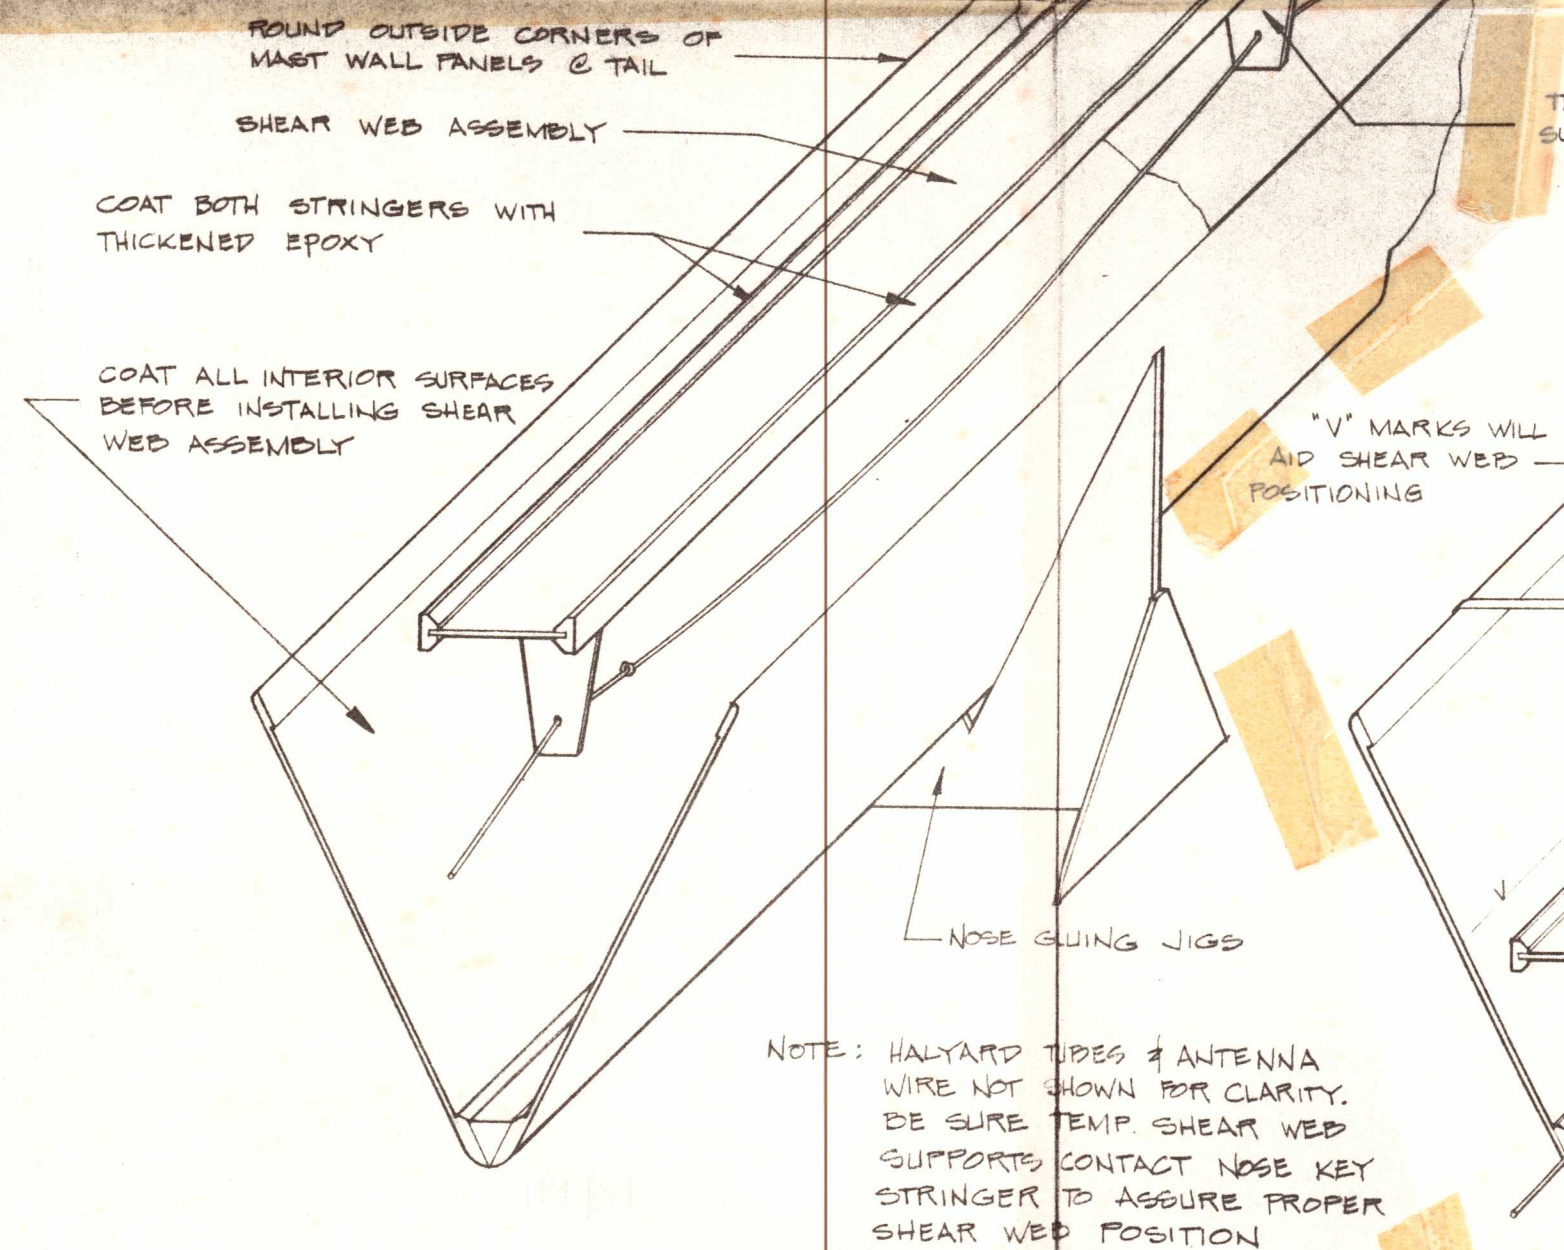 ROUND OUTSIDE CORNERS OF
MAST WALL PANELS @ TAIL
SHEAR WEB ASSEMBLY
COAT BOTH STRINGERS WITH
THICKENED EPOXY
COAT ALL INTERIOR SURFACES
BEFORE INSTALLING SHEAR
WEB ASSEMBLY
"V" MARKS WILL
AID SHEAR WEB
POSITIONING
V
NOSE GLUING JIGS
NOTE: HALYARD TUBES & ANTENNA
WIRE NOT SHOWN FOR CLARITY.
BE SURE TEMP. SHEAR WEB
SUPPORTS CONTACT NOSE KEY
STRINGER TO ASSURE PROPER
SHEAR WEB POSITION